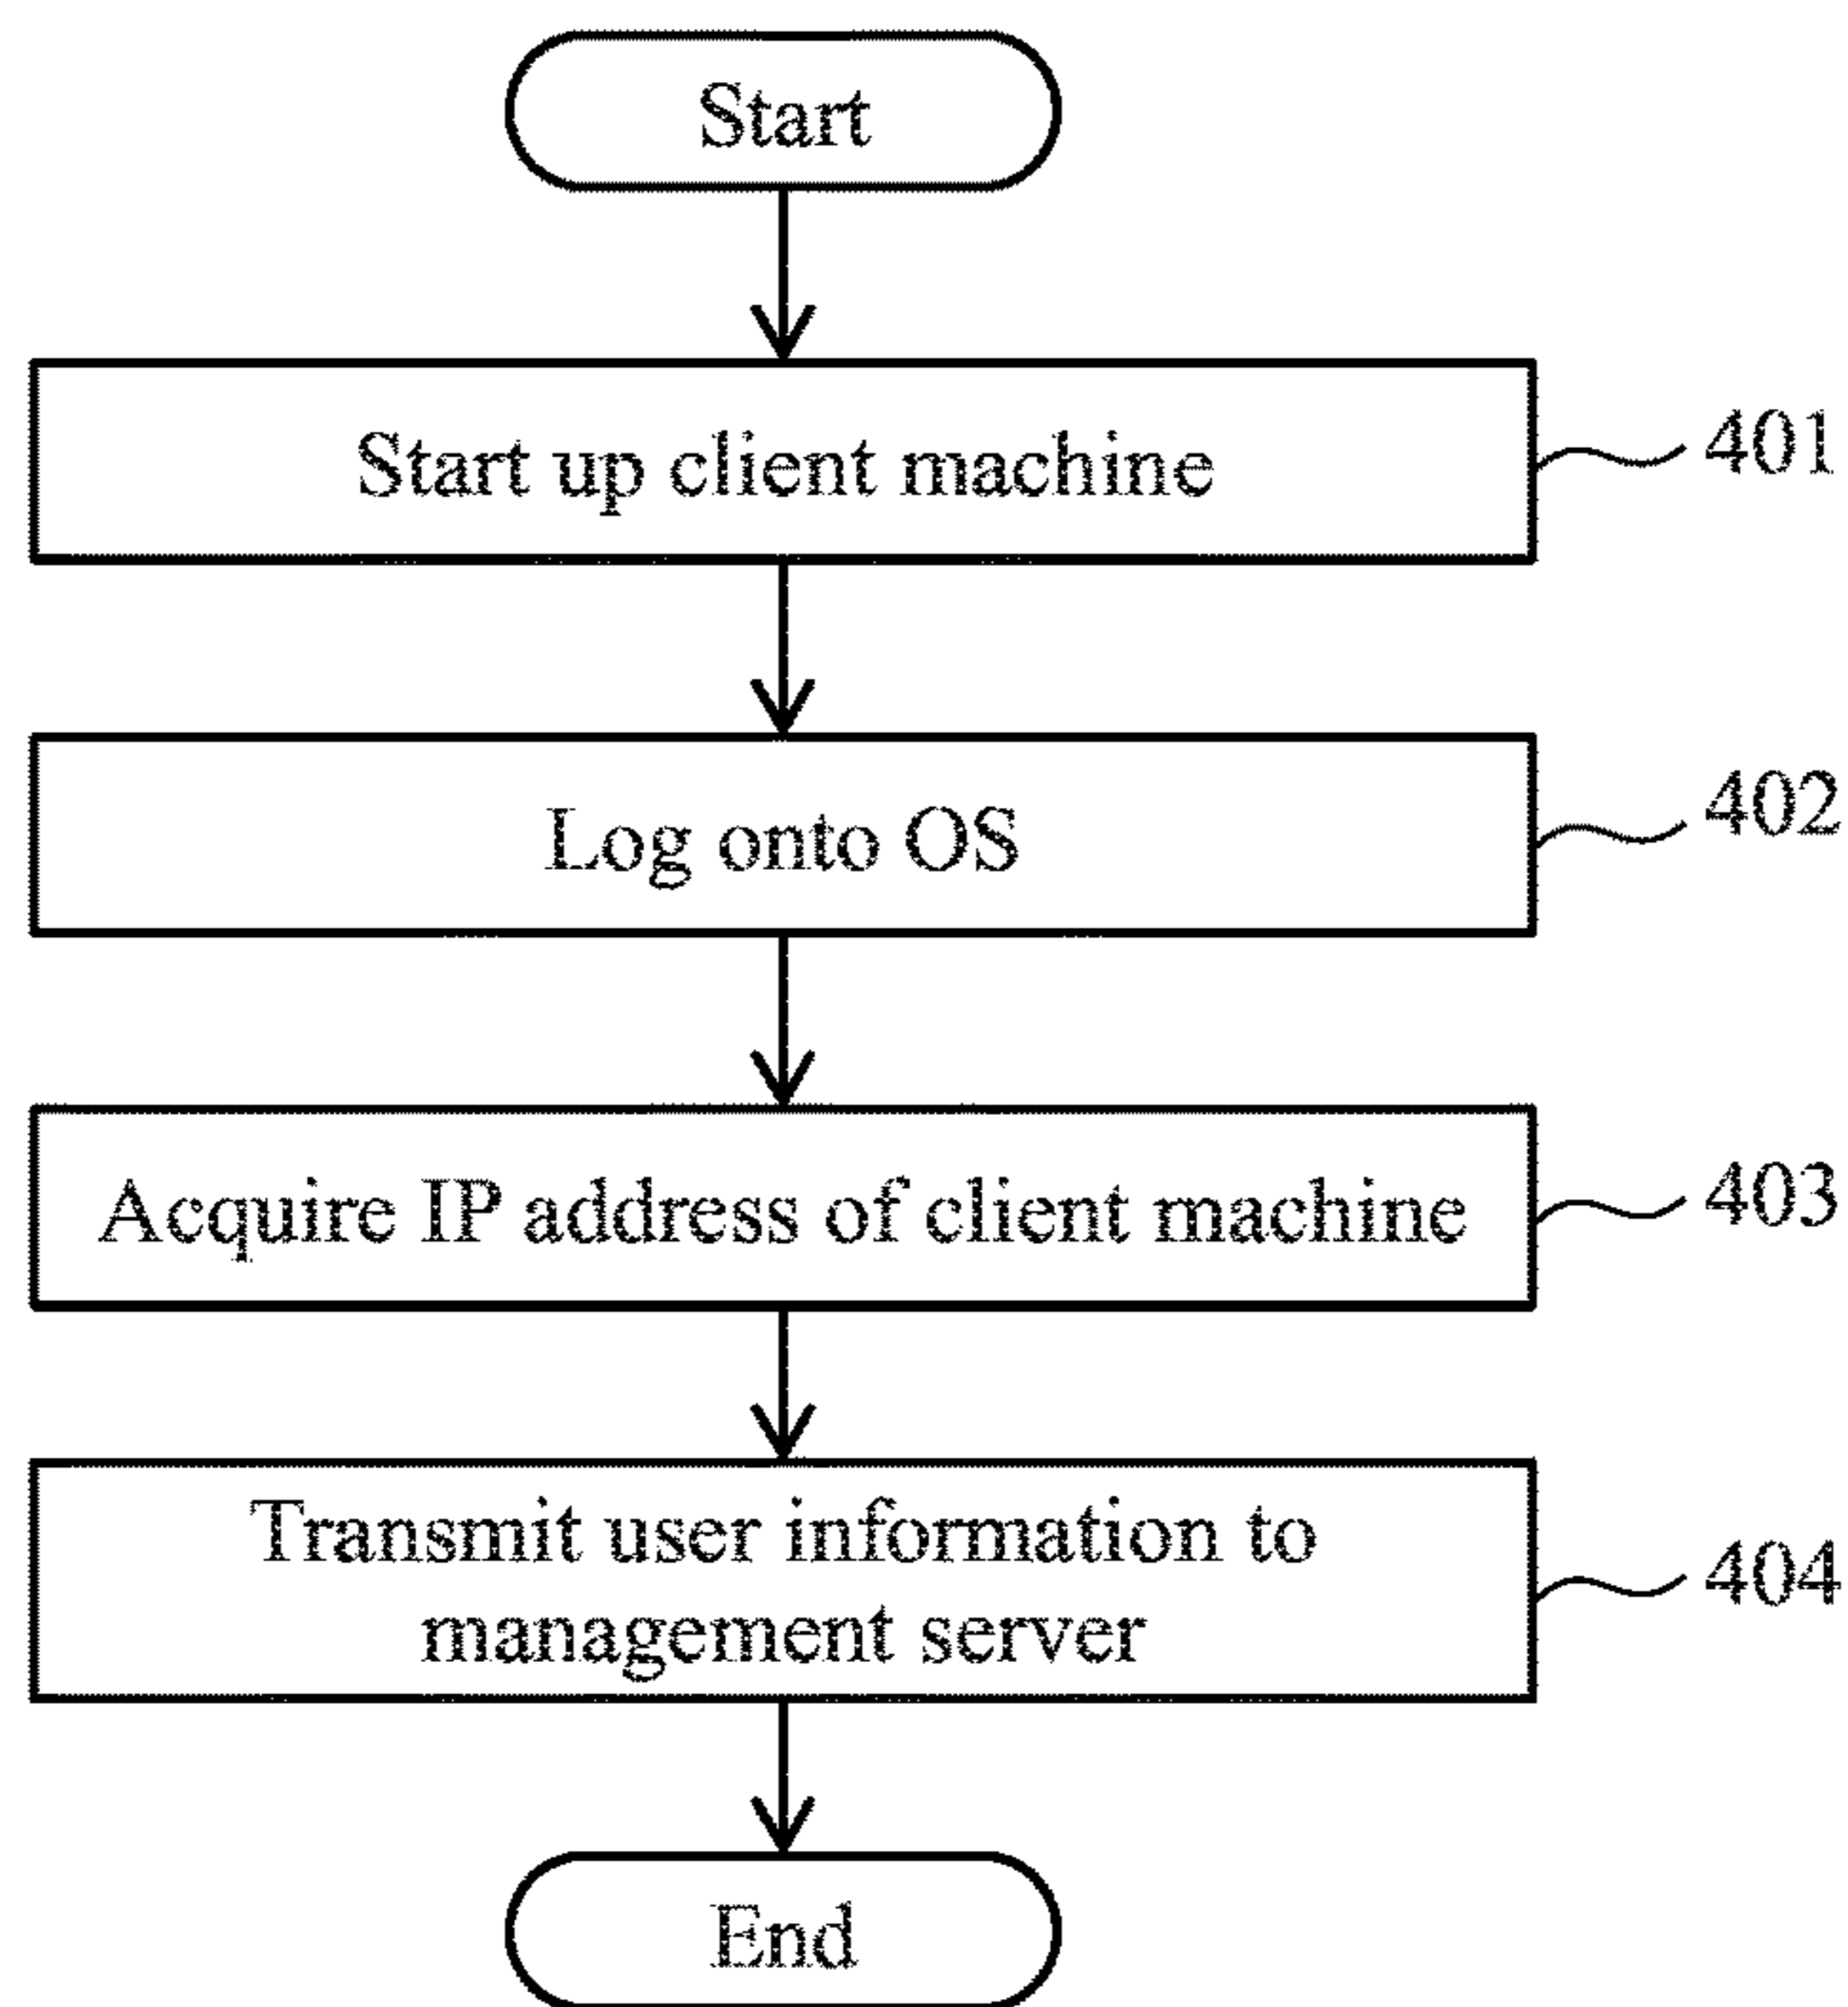 Start
Start up client machine
401
Log onto OS
402
Acquire IP address of client machine
403
Transmit user information to
management server
404
End